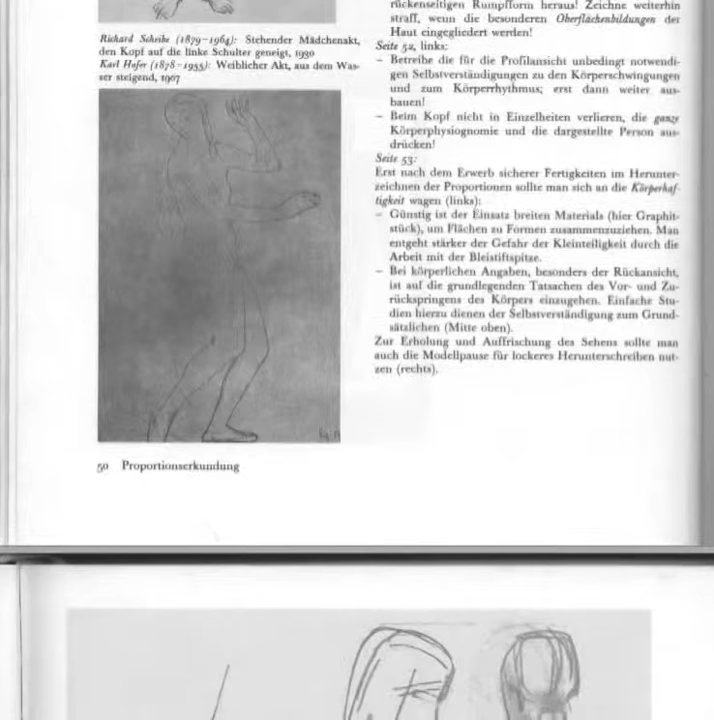 Richard Scheibe (1879–1964): Stehender Mädchenakt,
den Kopf auf die linke Schulter geneigt, 1930
Karl Hofer (1878–1955): Weiblicher Akt, aus dem Was-
ser steigend, 1907
50 Proportionserkundung
rückenseitigen Rumpfform heraus! Zeichne weiterhin
straff, wenn die besonderen Oberflächenbildungen der
Haut eingegliedert werden!
Seite 52, links:
– Betreibe die für die Profilansicht unbedingt notwendi-
gen Selbstverständigungen zu den Körperschwingungen
und zum Körperrhythmus; erst dann weiter aus-
bauen!
– Beim Kopf nicht in Einzelheiten verlieren, die ganze
Körperphysiognomie und die dargestellte Person aus-
drücken!
Seite 53:
Erst nach dem Erwerb sicherer Fertigkeiten im Herunter-
zeichnen der Proportionen sollte man sich an die Körperhaf-
tigkeit wagen (links):
– Günstig ist der Einsatz breiten Materials (hier Graphit-
stück), um Flächen zu Formen zusammenzuziehen. Man
entgeht stärker der Gefahr der Kleinteiligkeit durch die
Arbeit mit der Bleistiftspitze.
– Bei körperlichen Angaben, besonders der Rückansicht,
ist auf die grundlegenden Tatsachen des Vor- und Zu-
rückspringens des Körpers einzugehen. Einfache Stu-
dien hierzu dienen der Selbstverständigung zum Grund-
sätzlichen (Mitte oben).
Zur Erholung und Auffrischung des Sehens sollte man
auch die Modellpause für lockeres Herunterschreiben nut-
zen (rechts).